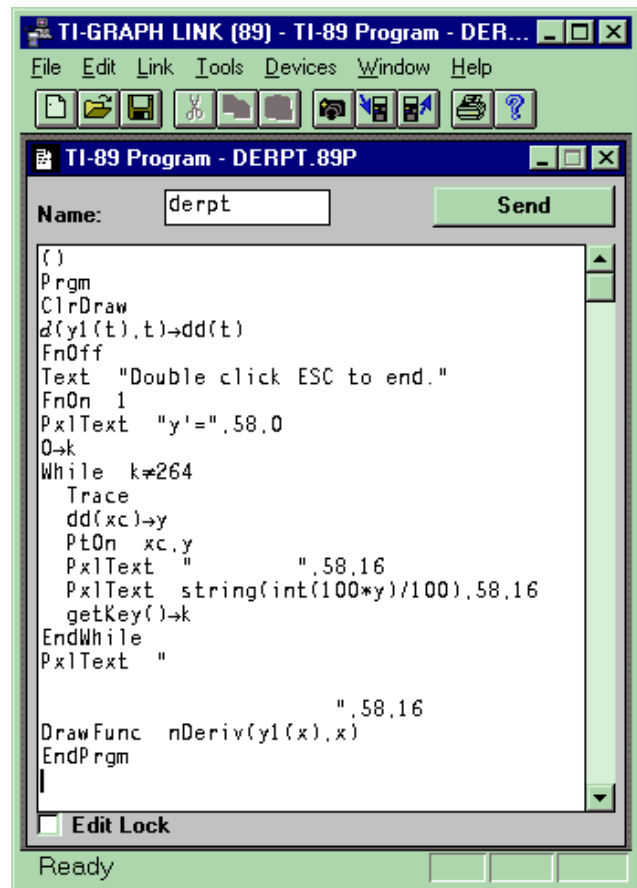 TI-GRAPH LINK (89) - TI-89 Program - DER...
File Edit Link Tools Devices Window Help
TI-89 Program - DERPT.89P
Name: derpt Send
()
Prgm
ClrDraw
d(y1(t),t)→dd(t)
FnOff
Text "Double click ESC to end."
FnOn 1
PxlText "y'=",58,0
0→k
While k≠264
Trace
dd(xc)→y
PtOn xc,y
PxlText "        ",58,16
PxlText string(int(100*y)/100),58,16
getKey()→k
EndWhile
PxlText "
",58,16
DrawFunc nDeriv(y1(x),x)
EndPrgm
Edit Lock
Ready